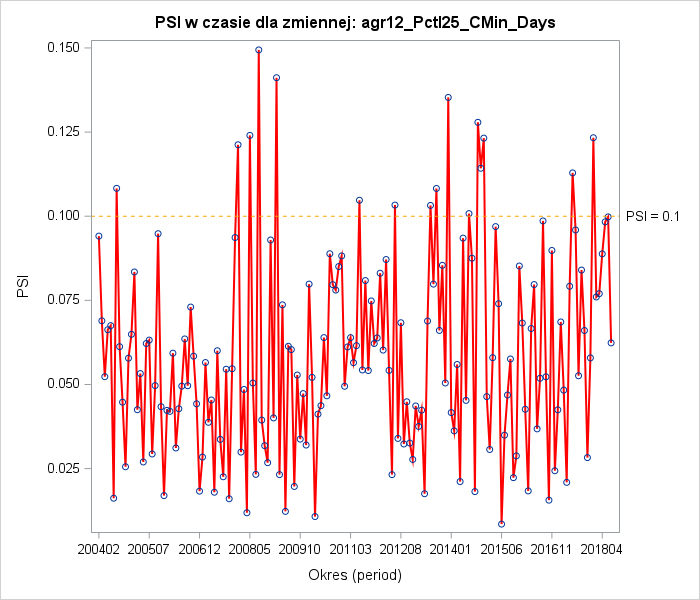 PSI w czasie dla zmiennej: agr12_Pctl25_CMin_Days
0.150
0.125
0.100
0.075
0.050
0.025
PSI
PSI = 0.1
200402 200507 200612 200805 200910 201103 201208 201401 201506 201611 201804
Okres (period)